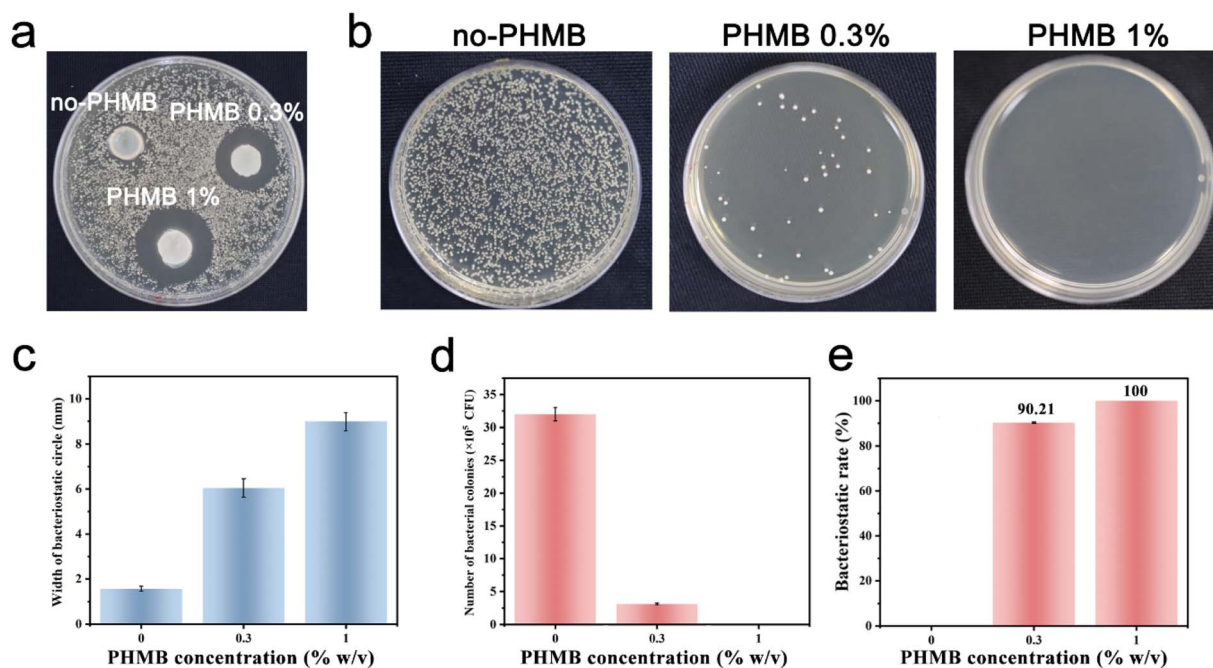 a
no-PHMB
PHMB 0.3%
PHMB 1%
b
no-PHMB
PHMB 0.3%
PHMB 1%
c
Width of bacteriostatic circle (mm)
10
8
6
4
2
0
0
0.3
1
PHMB concentration (% w/v)
d
Number of bacterial colonies (×10⁵ CFU)
35
30
25
20
15
10
5
0
0
0.3
1
PHMB concentration (% w/v)
e
Bacteriostatic rate (%)
100
80
60
40
20
0
90.21
100
0
0.3
1
PHMB concentration (% w/v)